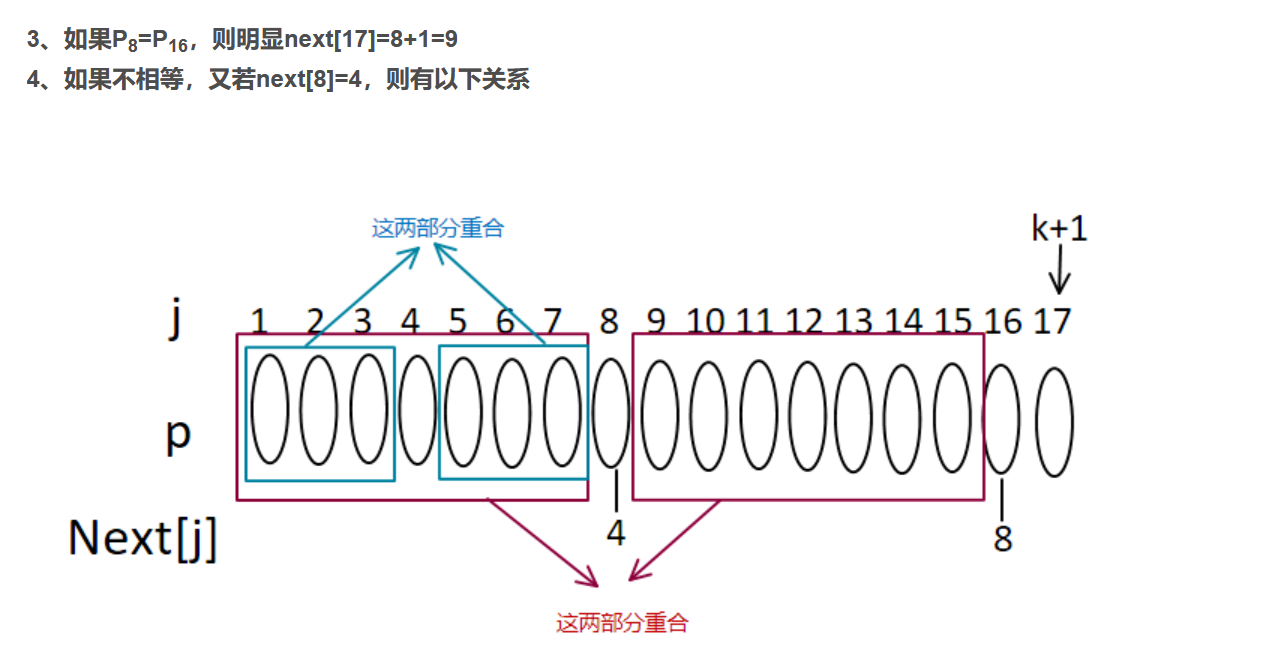 3、如果P8=P16，则明显next[17]=8+1=9
4、如果不相等，又若next[8]=4，则有以下关系
这两部分重合
k+1
j 1 2 3 4 5 6 7 8 9 10 11 12 13 14 15 16 17
p
Next[j] 4 8
这两部分重合